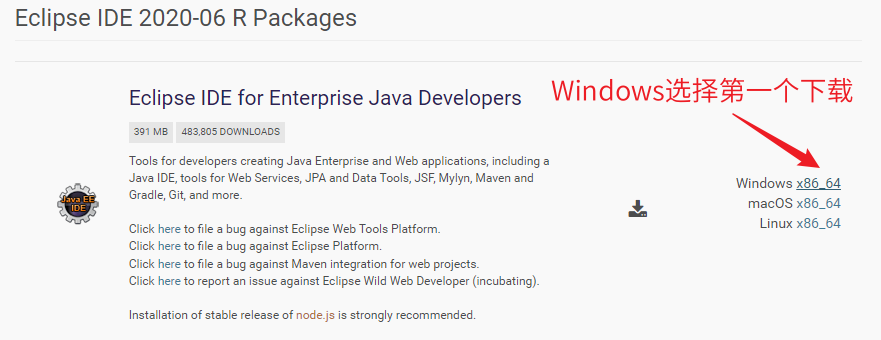 Eclipse IDE 2020-06 R Packages
Windows选择第一个下载
Eclipse IDE for Enterprise Java Developers
391 MB 483,805 DOWNLOADS
Tools for developers creating Java Enterprise and Web applications, including a
Java IDE, tools for Web Services, JPA and Data Tools, JSF, Mylyn, Maven and
Gradle, Git, and more.
Click here to file a bug against Eclipse Web Tools Platform.
Click here to file a bug against Eclipse Platform.
Click here to file a bug against Maven integration for web projects.
Click here to report an issue against Eclipse Wild Web Developer (incubating).
Installation of stable release of node.js is strongly recommended.
Java EE
IDE
Windows x86_64
macOS x86_64
Linux x86_64